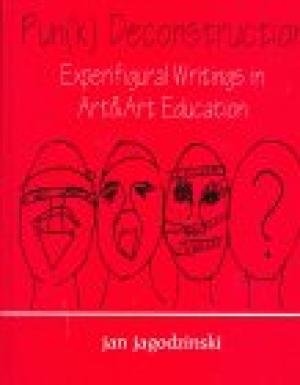 Pun(k) Deconstruction
Experifigural Writings in
Art&Art Education
?
jan jagodzinski